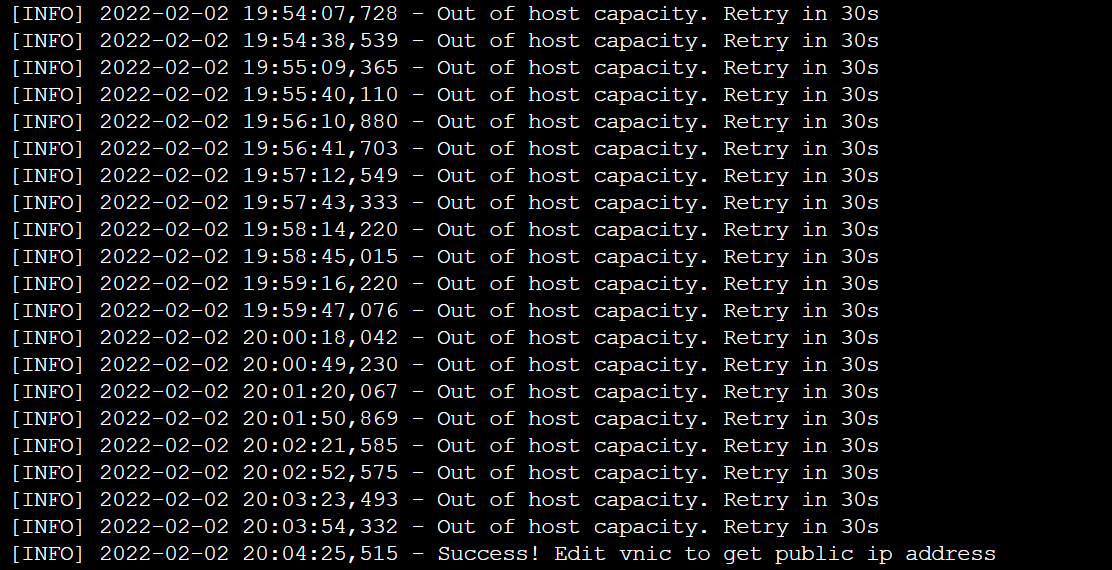 [INFO] 2022-02-02 19:54:07,728 - Out of host capacity. Retry in 30s
[INFO] 2022-02-02 19:54:38,539 - Out of host capacity. Retry in 30s
[INFO] 2022-02-02 19:55:09,365 - Out of host capacity. Retry in 30s
[INFO] 2022-02-02 19:55:40,110 - Out of host capacity. Retry in 30s
[INFO] 2022-02-02 19:56:10,880 - Out of host capacity. Retry in 30s
[INFO] 2022-02-02 19:56:41,703 - Out of host capacity. Retry in 30s
[INFO] 2022-02-02 19:57:12,549 - Out of host capacity. Retry in 30s
[INFO] 2022-02-02 19:57:43,333 - Out of host capacity. Retry in 30s
[INFO] 2022-02-02 19:58:14,220 - Out of host capacity. Retry in 30s
[INFO] 2022-02-02 19:58:45,015 - Out of host capacity. Retry in 30s
[INFO] 2022-02-02 19:59:16,220 - Out of host capacity. Retry in 30s
[INFO] 2022-02-02 19:59:47,076 - Out of host capacity. Retry in 30s
[INFO] 2022-02-02 20:00:18,042 - Out of host capacity. Retry in 30s
[INFO] 2022-02-02 20:00:49,230 - Out of host capacity. Retry in 30s
[INFO] 2022-02-02 20:01:20,067 - Out of host capacity. Retry in 30s
[INFO] 2022-02-02 20:01:50,869 - Out of host capacity. Retry in 30s
[INFO] 2022-02-02 20:02:21,585 - Out of host capacity. Retry in 30s
[INFO] 2022-02-02 20:02:52,575 - Out of host capacity. Retry in 30s
[INFO] 2022-02-02 20:03:23,493 - Out of host capacity. Retry in 30s
[INFO] 2022-02-02 20:03:54,332 - Out of host capacity. Retry in 30s
[INFO] 2022-02-02 20:04:25,515 - Success! Edit vnic to get public ip address